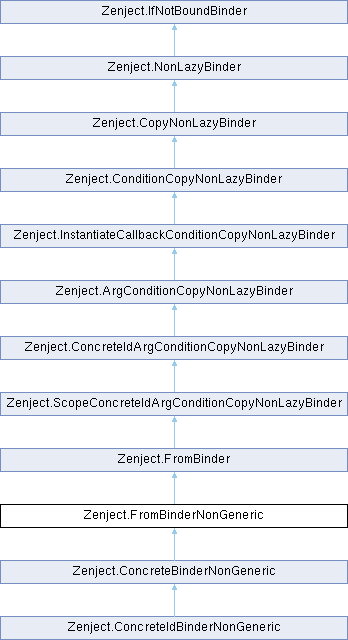 Zenject.IfNotBoundBinder
Zenject.NonLazyBinder
Zenject.CopyNonLazyBinder
Zenject.ConditionCopyNonLazyBinder
Zenject.InstantiateCallbackConditionCopyNonLazyBinder
Zenject.ArgConditionCopyNonLazyBinder
Zenject.ConcreteIdArgConditionCopyNonLazyBinder
Zenject.ScopeConcreteIdArgConditionCopyNonLazyBinder
Zenject.FromBinder
Zenject.FromBinderNonGeneric
Zenject.ConcreteBinderNonGeneric
Zenject.ConcreteIdBinderNonGeneric